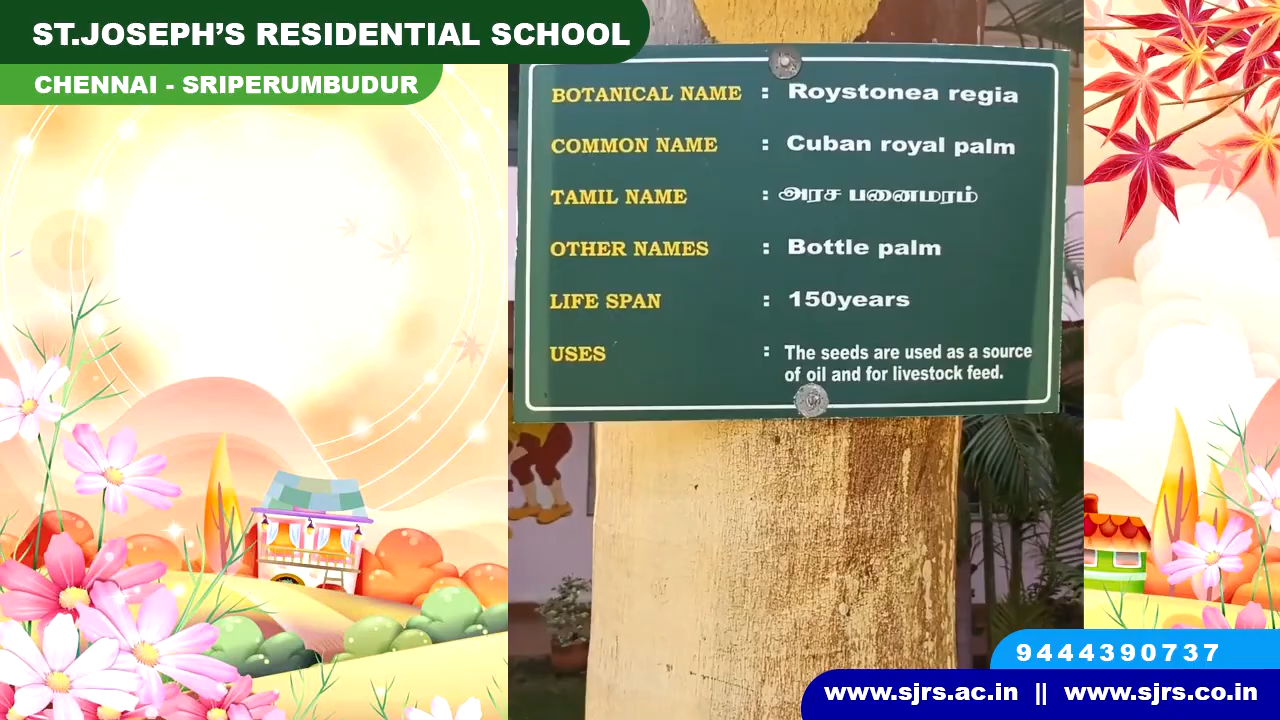 ST.JOSEPH'S RESIDENTIAL SCHOOL
CHENNAI - SRIPERUMBUDUR
BOTANICAL NAME : Roystonea regia
COMMON NAME : Cuban royal palm
TAMIL NAME : அரச பனைமரம்
OTHER NAMES : Bottle palm
LIFE SPAN : 150years
USES : The seeds are used as a source
of oil and for livestock feed.
9444390737
www.sjrs.ac.in || www.sjrs.co.in